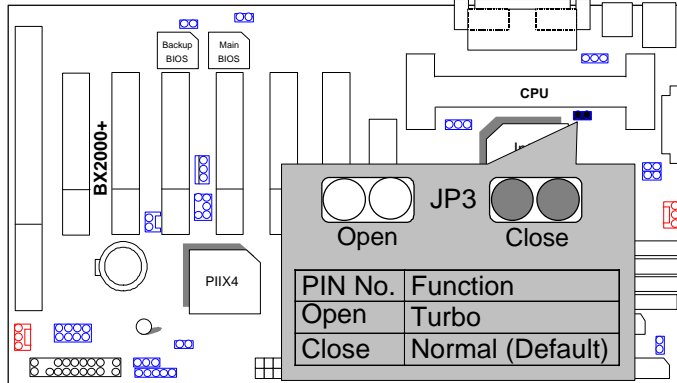 Backup
BIOS
Main
BIOS
CPU
BX2000+
JP3
Open
Close
PIIX4
PIN No. Function
Open Turbo
Close Normal (Default)